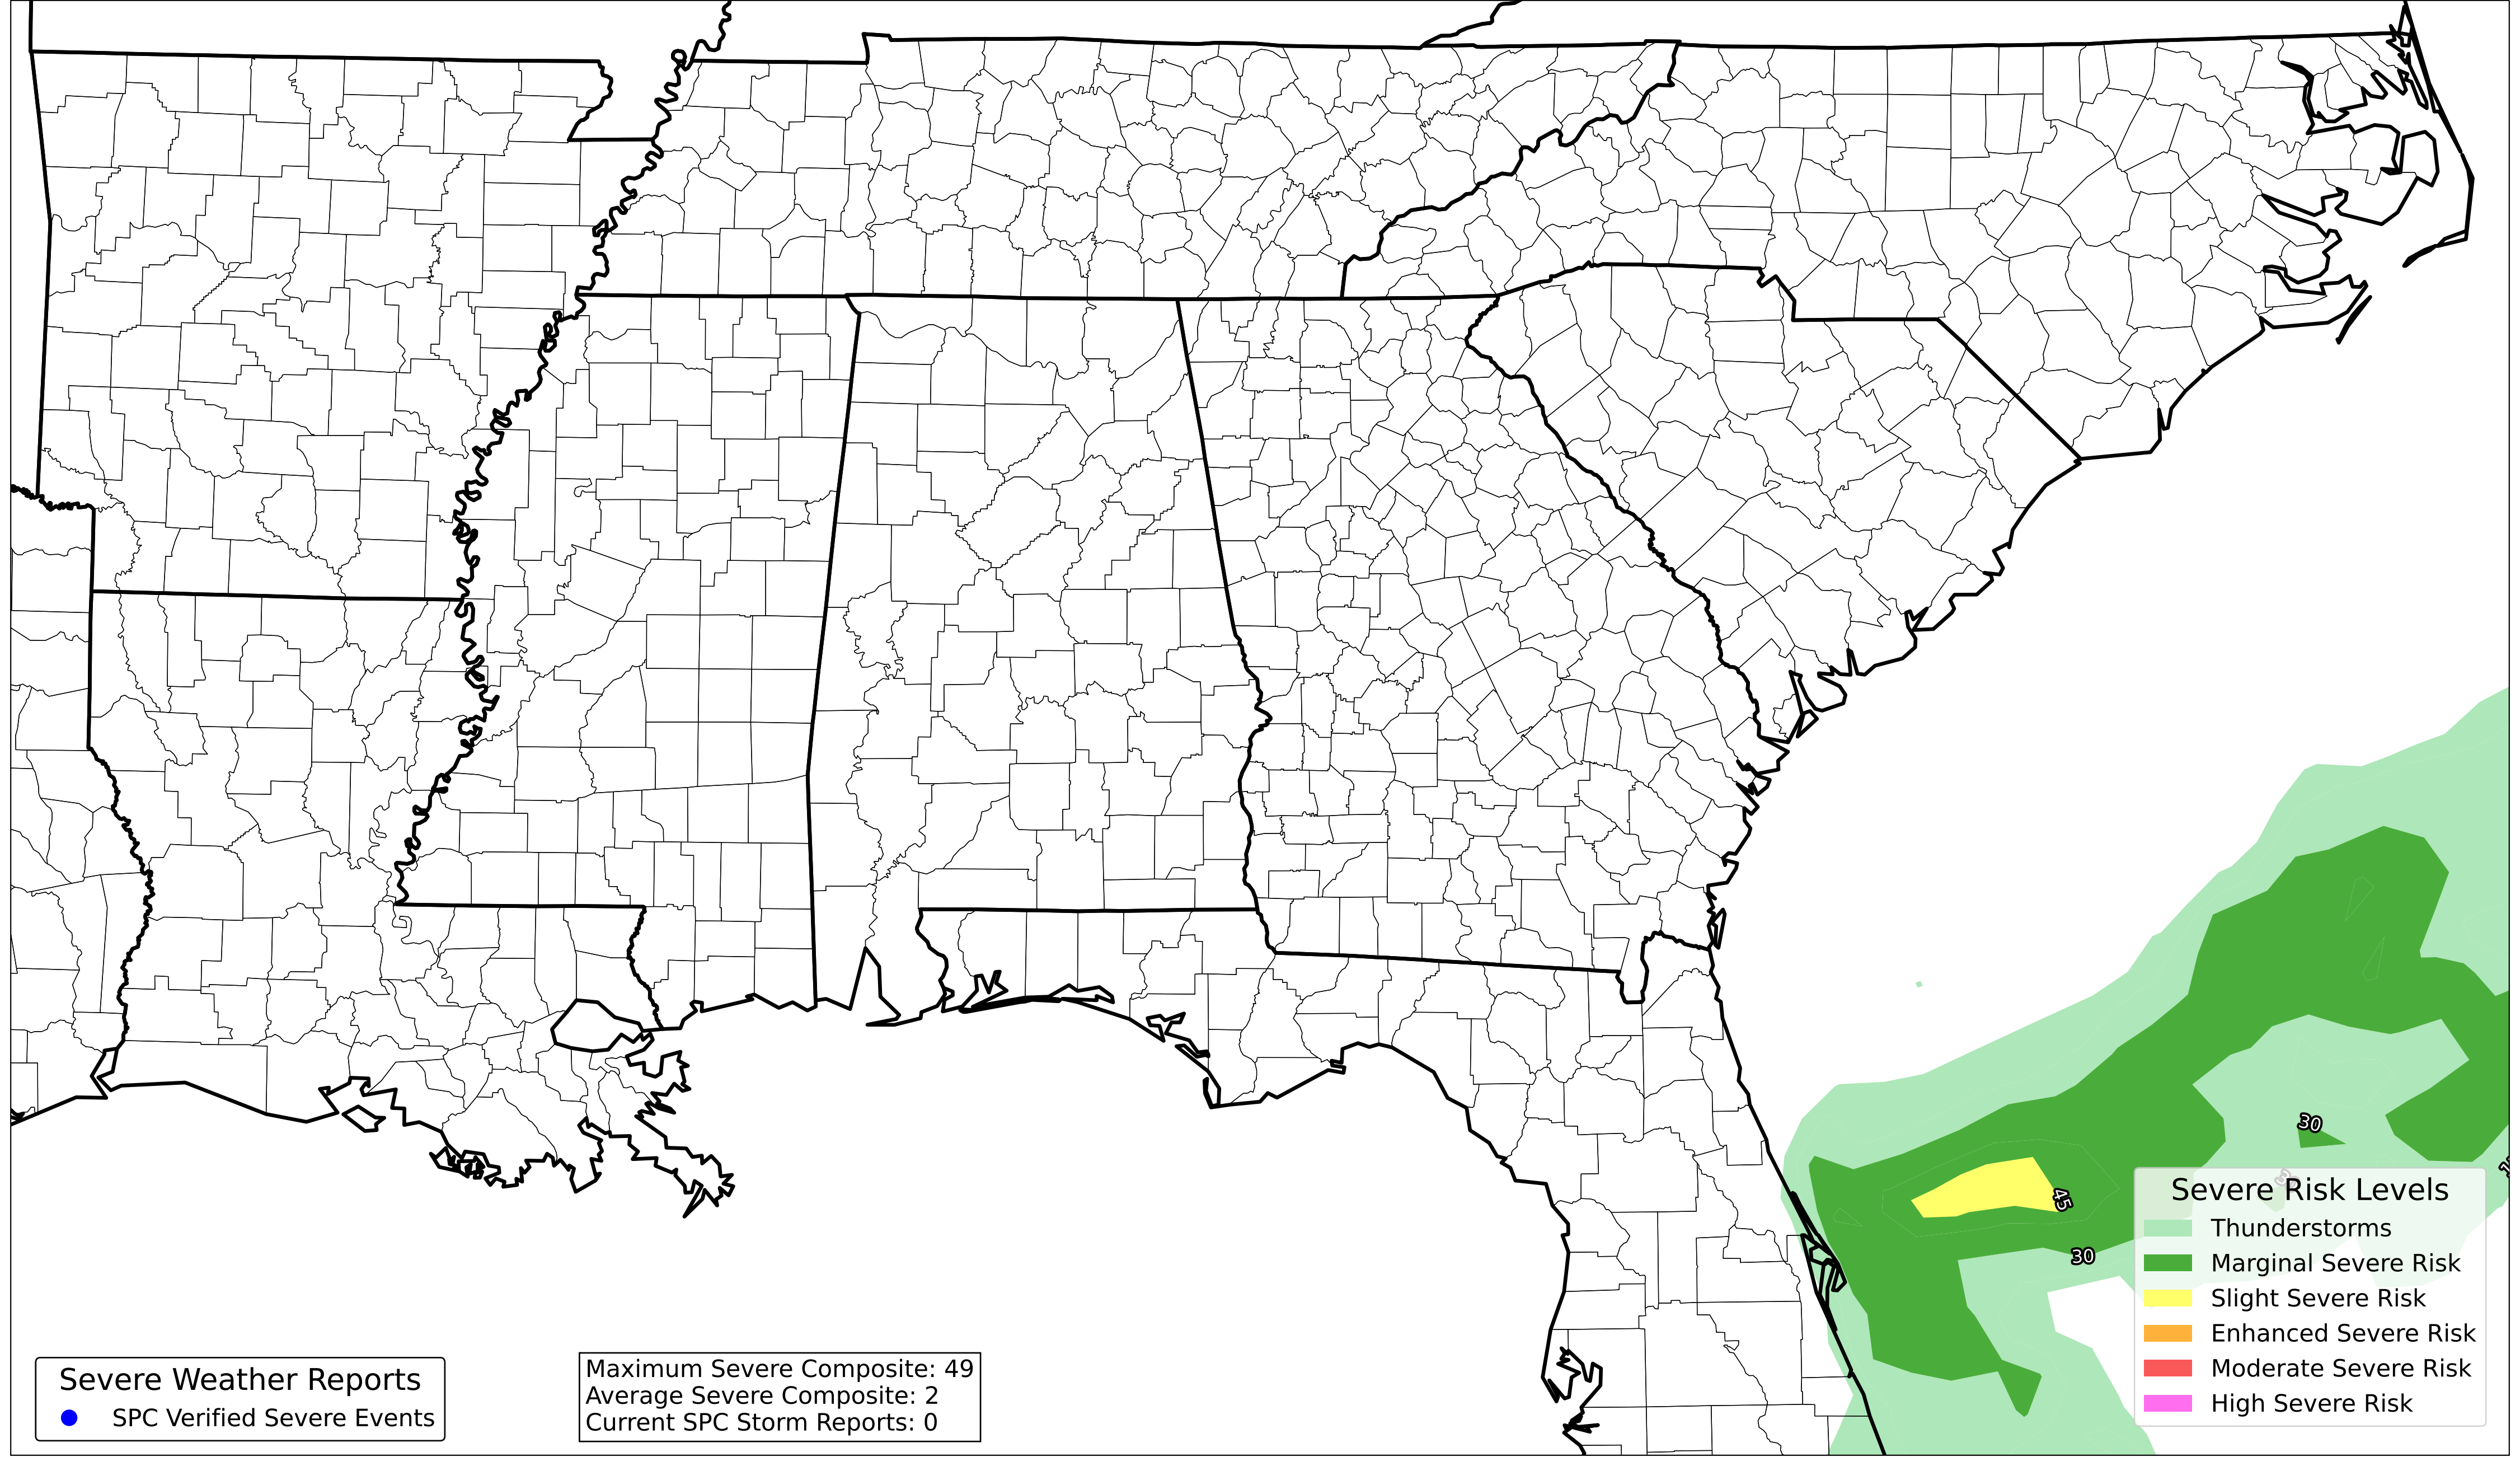 30
45
30
Severe Risk Levels
Thunderstorms
Marginal Severe Risk
Slight Severe Risk
Enhanced Severe Risk
Moderate Severe Risk
High Severe Risk
Severe Weather Reports
SPC Verified Severe Events
Maximum Severe Composite: 49
Average Severe Composite: 2
Current SPC Storm Reports: 0